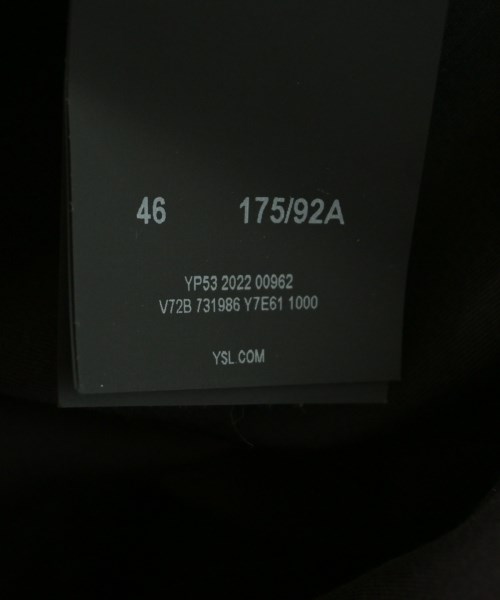 46 175/92A
YP53 2022 00962
V72B 731986 Y7E61 1000
YSL.COM